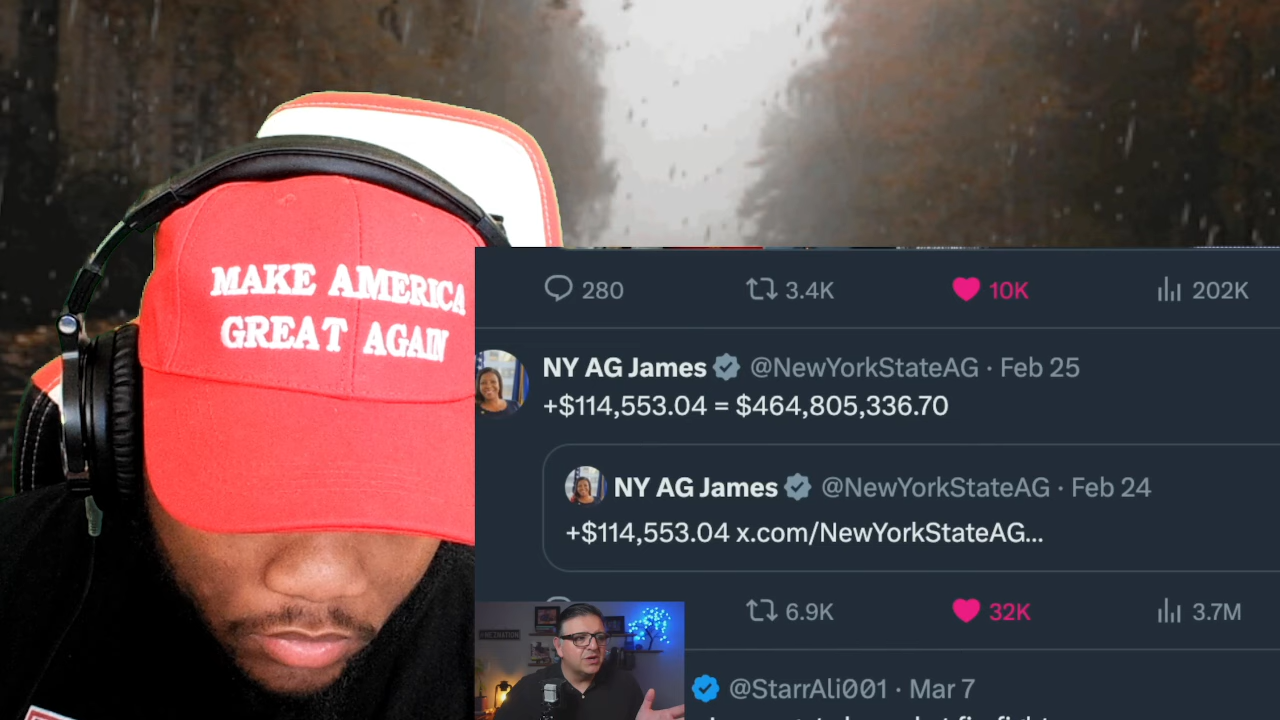 MAKE AMERICA
GREAT AGAIN
280 3.4K 10K 202K
NY AG James @NewYorkStateAG · Feb 25
+$114,553.04 = $464,805,336.70
NY AG James @NewYorkStateAG · Feb 24
+$114,553.04 x.com/NewYorkStateAG...
6.9K 32K 3.7M
@StarrAli001 · Mar 7